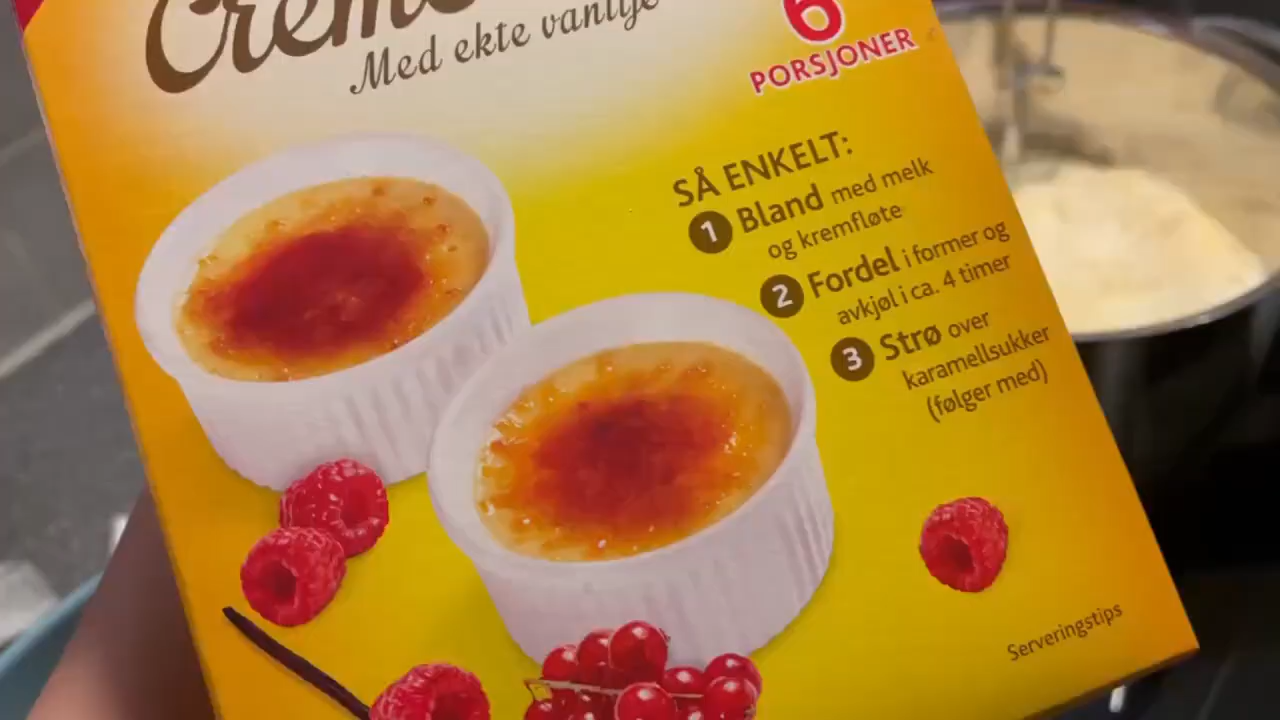 Crème
Med ekte vanilje
6
PORSJONER
SÅ ENKELT:
1 Bland med melk
og kremfløte
2 Fordel i former og
avkjøl i ca. 4 timer
3 Strø over
karamellsukker
(følger med)
Serveringstips